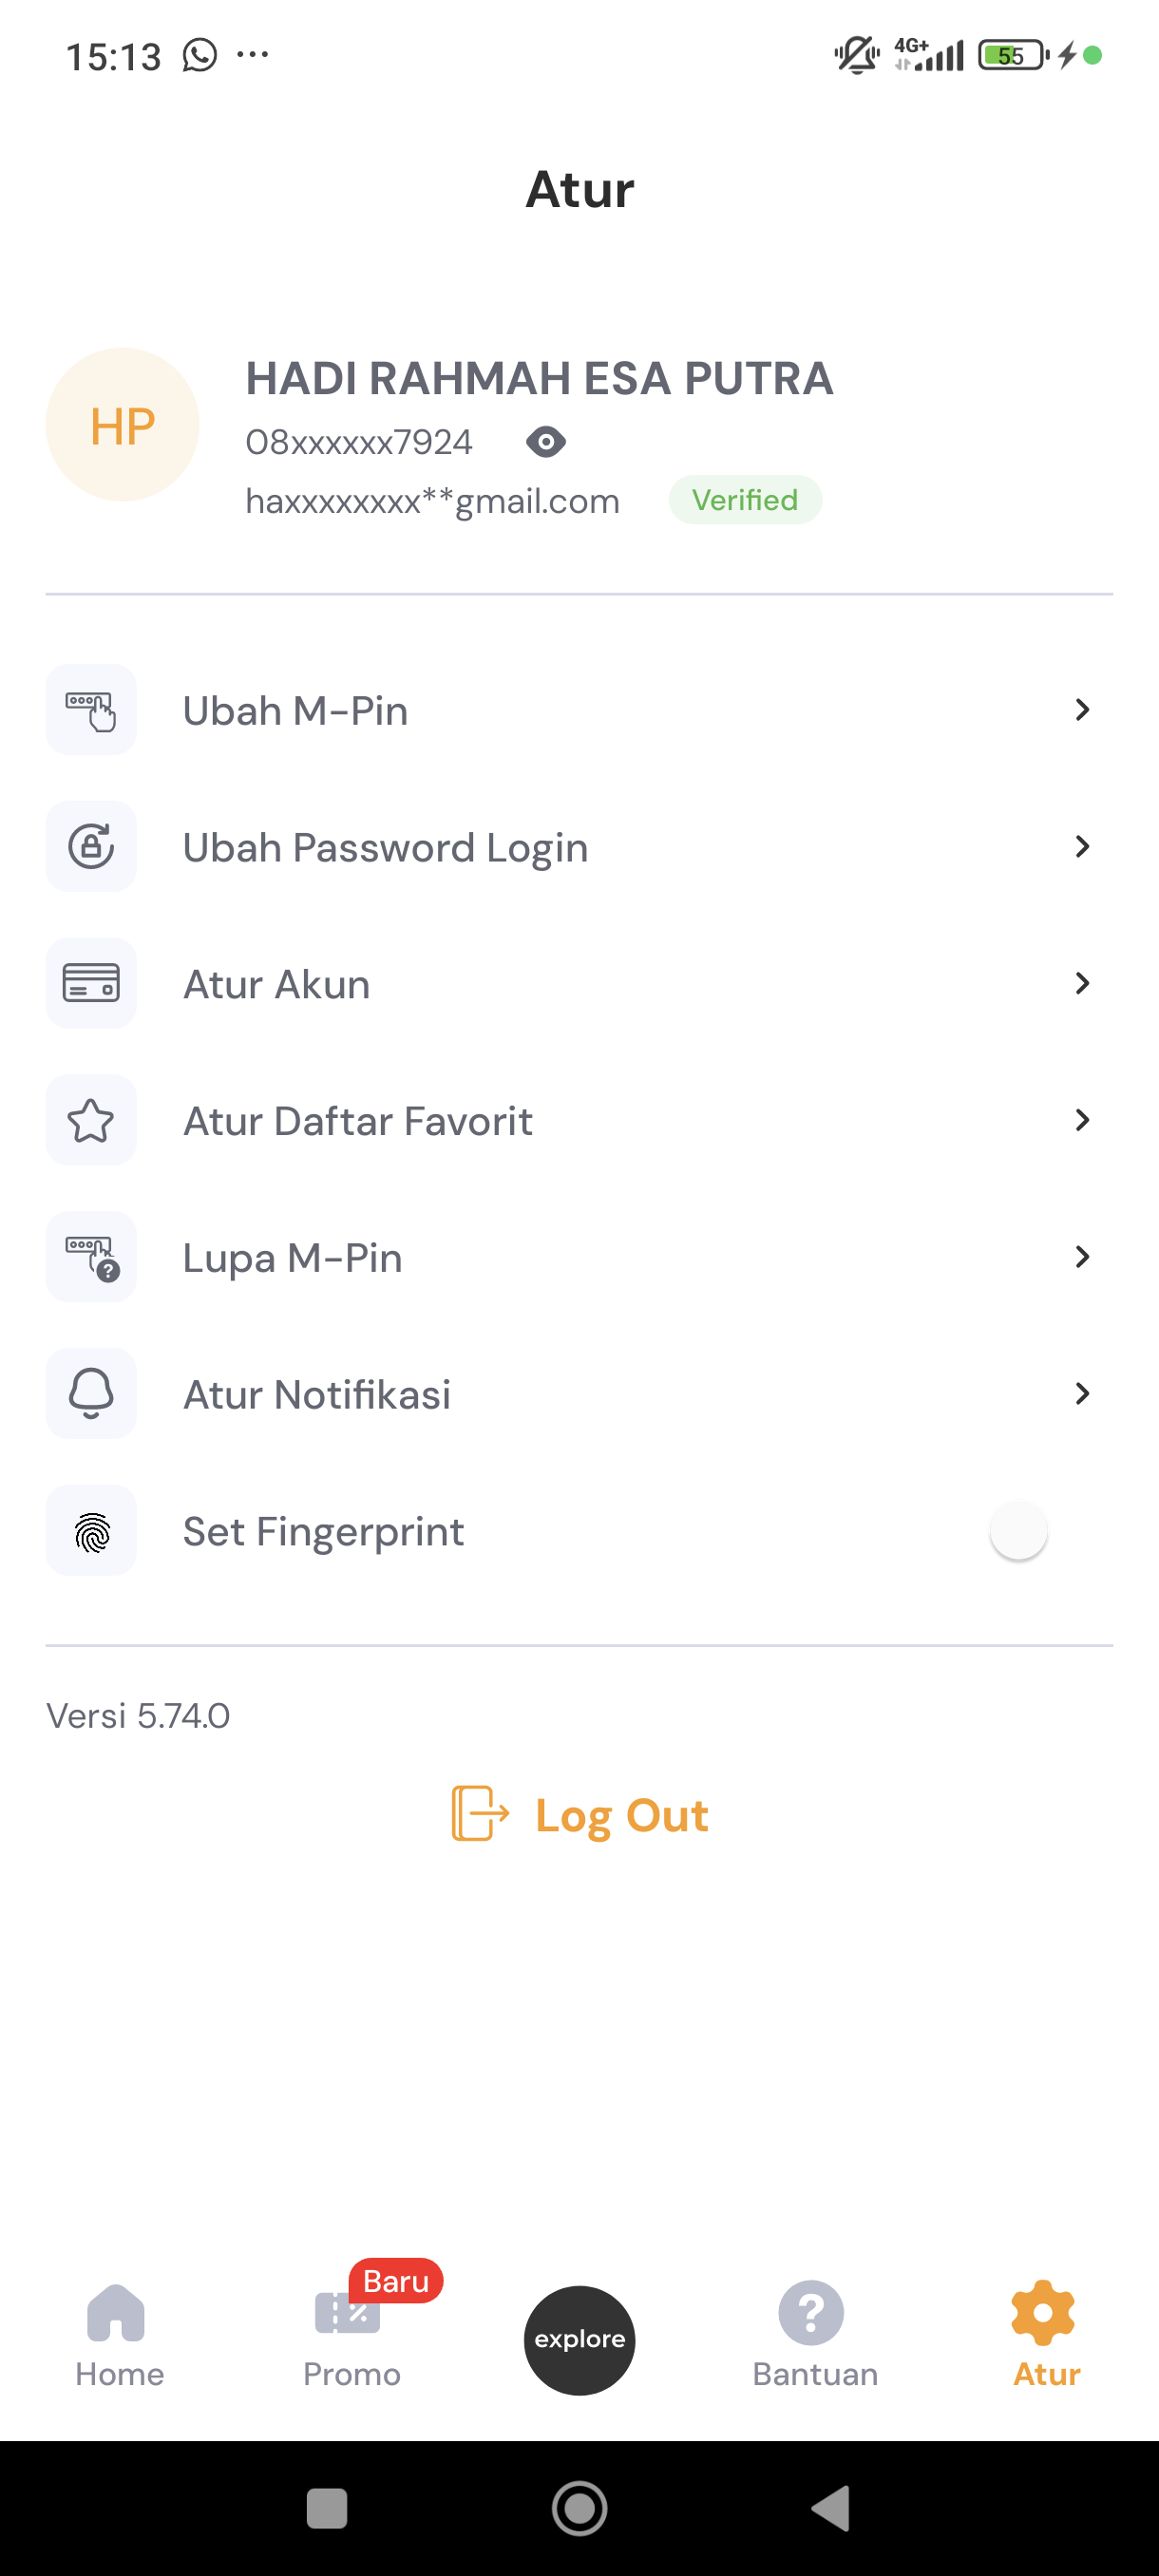 15:13 ...
4G+ 55
Atur
HP
HADI RAHMAH ESA PUTRA
08xxxxxx7924
haxxxxxxxxx**gmail.com Verified
Ubah M-Pin
Ubah Password Login
Atur Akun
Atur Daftar Favorit
Lupa M-Pin
Atur Notifikasi
Set Fingerprint
Versi 5.74.0
Log Out
Baru
explore
Home Promo Bantuan Atur